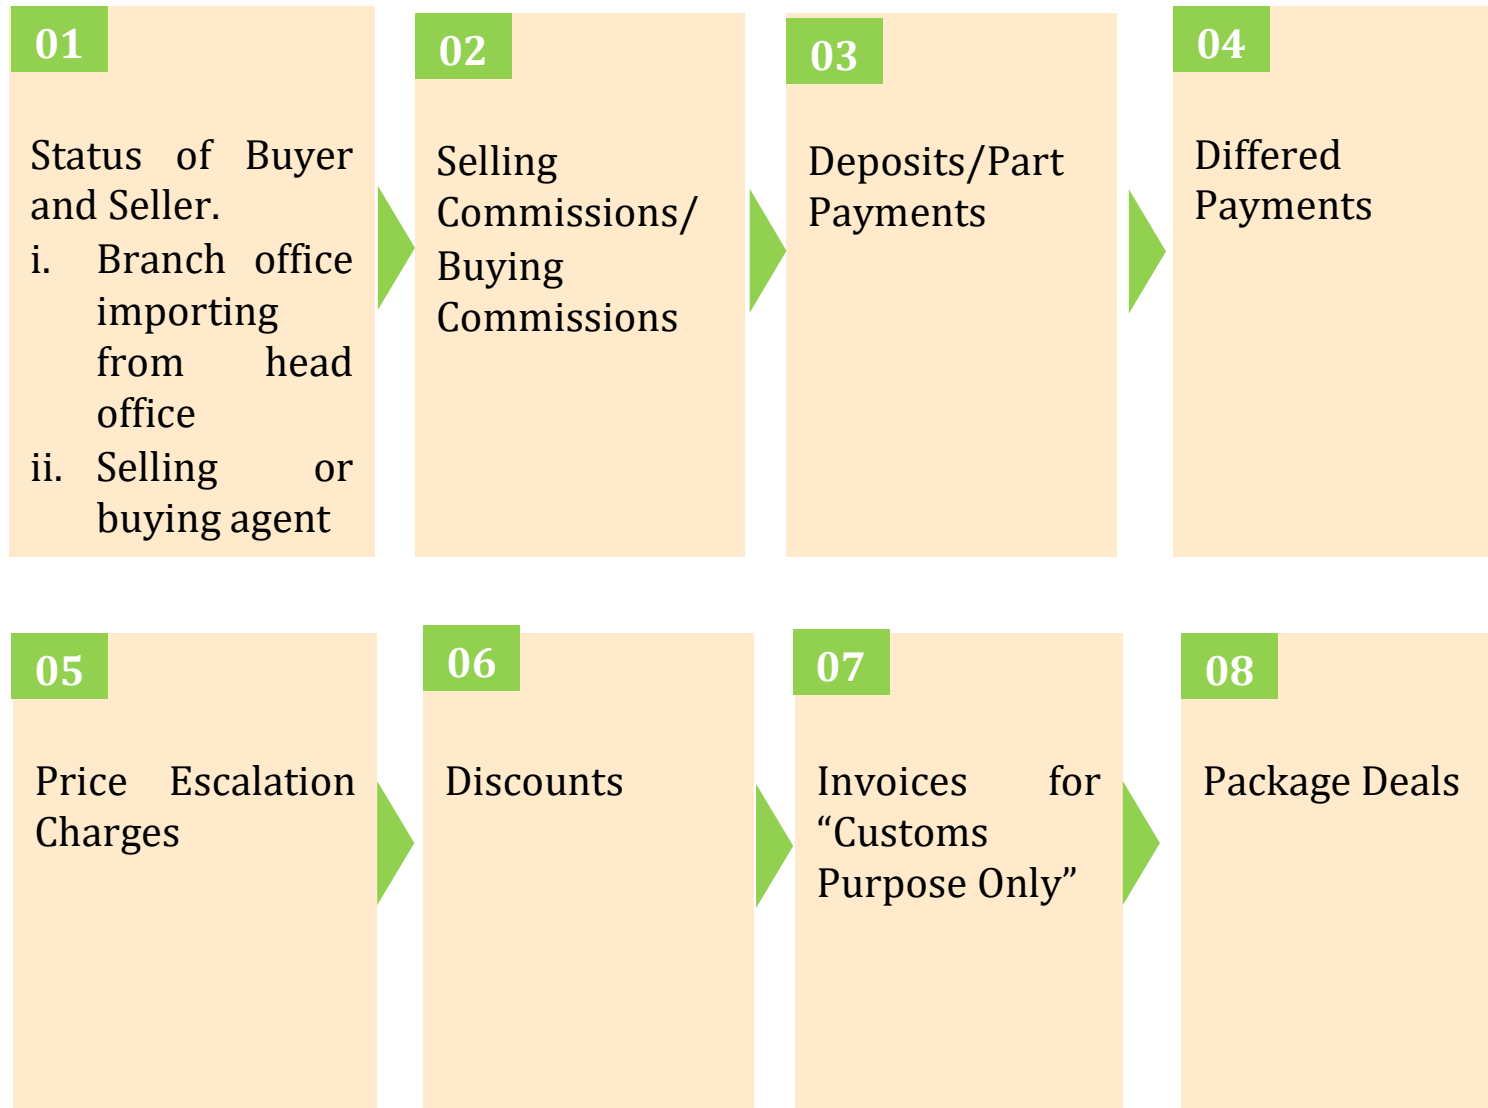 01
Status of Buyer
and Seller.
i. Branch office
importing
from head
office
ii. Selling or
buying agent
02
Selling
Commissions/
Buying
Commissions
03
Deposits/Part
Payments
04
Differed
Payments
05
Price Escalation
Charges
06
Discounts
07
Invoices for
“Customs
Purpose Only”
08
Package Deals